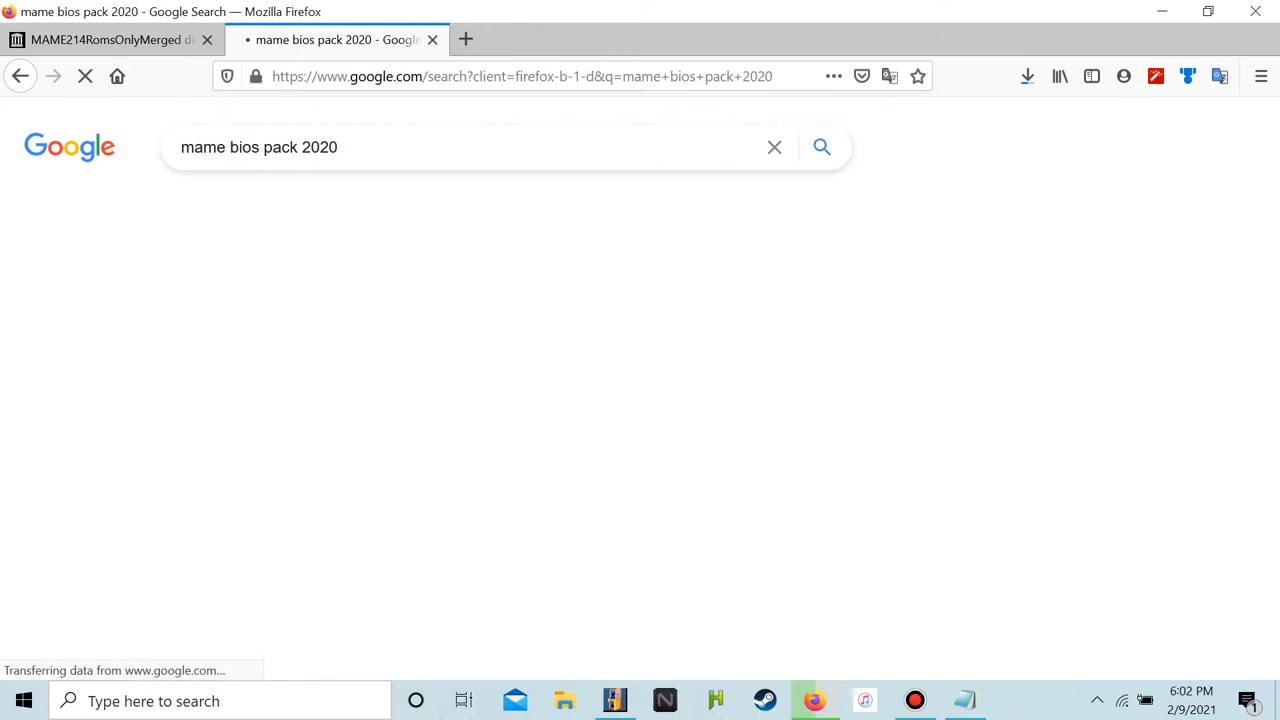 mame bios pack 2020 - Google Search — Mozilla Firefox
MAME214RomsOnlyMerged di
mame bios pack 2020 - Google
https://www.google.com/search?client=firefox-b-1-d&q=mame+bios+pack+2020
Google
mame bios pack 2020
Transferring data from www.google.com...
Type here to search
6:02 PM
2/9/2021
1